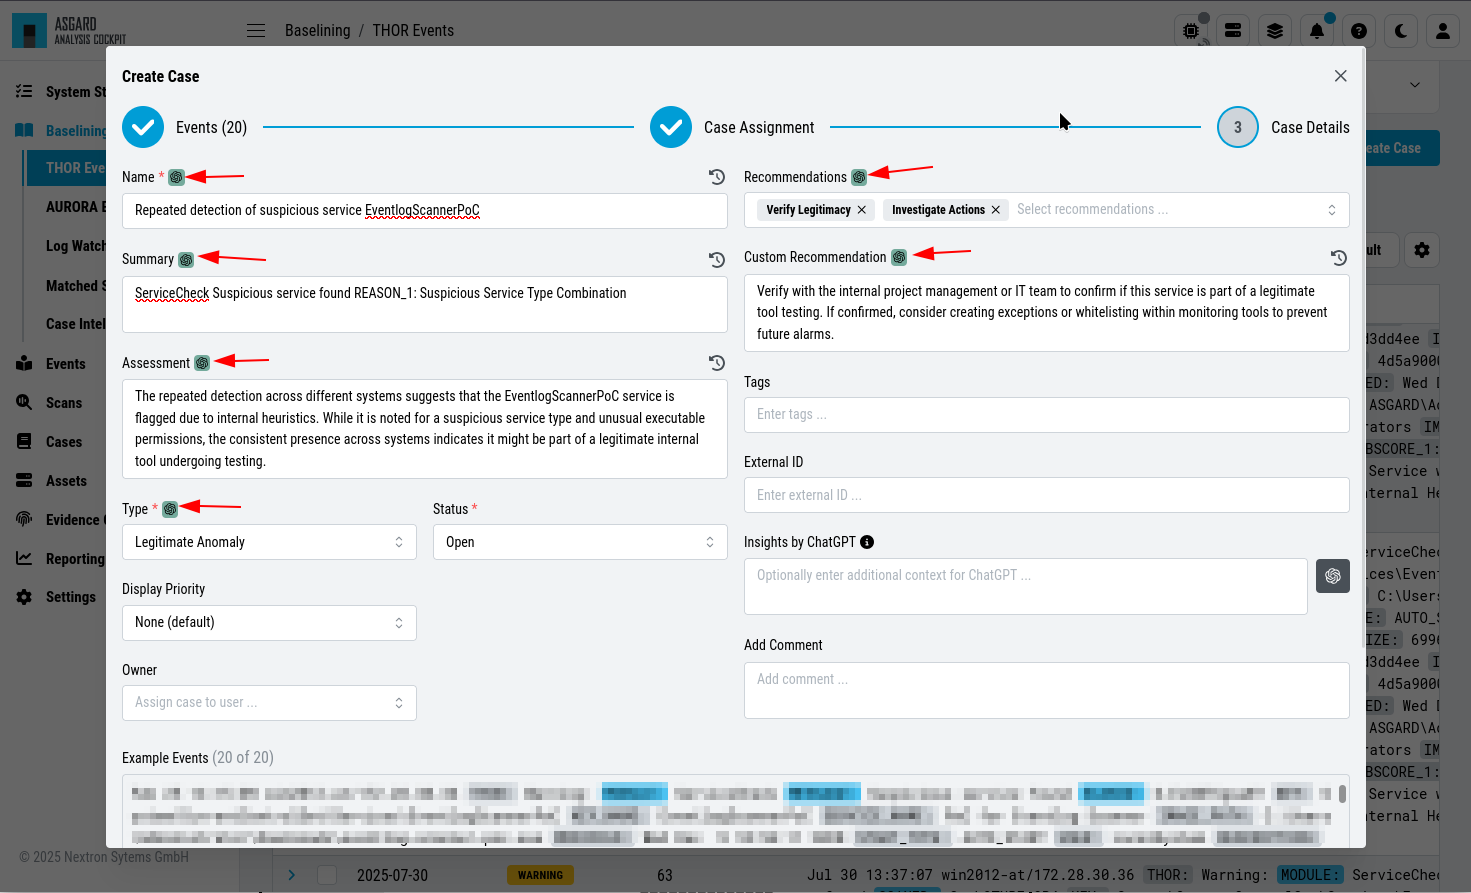 ASGARD
ANALYSIS COCKPIT
Baselining / THOR Events
Create Case
Events (20)
Case Assignment
3 Case Details
Name *
Repeated detection of suspicious service EventlogScannerPoC
Summary
ServiceCheck Suspicious service found REASON_1: Suspicious Service Type Combination
Assessment
The repeated detection across different systems suggests that the EventlogScannerPoC service is
flagged due to internal heuristics. While it is noted for a suspicious service type and unusual executable
permissions, the consistent presence across systems indicates it might be part of a legitimate internal
tool undergoing testing.
Type *
Legitimate Anomaly
Status *
Open
Display Priority
None (default)
Owner
Assign case to user ...
Recommendations
Verify Legitimacy
Investigate Actions
Select recommendations ...
Custom Recommendation
Verify with the internal project management or IT team to confirm if this service is part of a legitimate
tool testing. If confirmed, consider creating exceptions or whitelisting within monitoring tools to prevent
future alarms.
Tags
Enter tags ...
External ID
Enter external ID ...
Insights by ChatGPT
Optionally enter additional context for ChatGPT ...
Add Comment
Add comment ...
Example Events (20 of 20)
System St
Baselining
THOR Eve
AURORA E
Log Watch
Matched S
Case Intel
Events
Scans
Cases
Assets
Evidence C
Reporting
Settings
© 2025 Nextron Sytems GmbH
eate Case
ult
3dd4ee
4d5a9000
ED: Wed D
ASGARD\Ad
rators IM
BSCORE_1:
Service w
nternal He
erviceChec
ces\Event
C:\Users
E: AUTO_S
IZE: 6996
3dd4ee
4d5a9000
ED: Wed D
ASGARD\Ad
rators IM
BSCORE_1:
Service w
nternal He
2025-07-30
WARNING
63
Jul 30 13:37:07 win2012-at/172.28.30.36 THOR: Warning: MODULE: ServiceChec